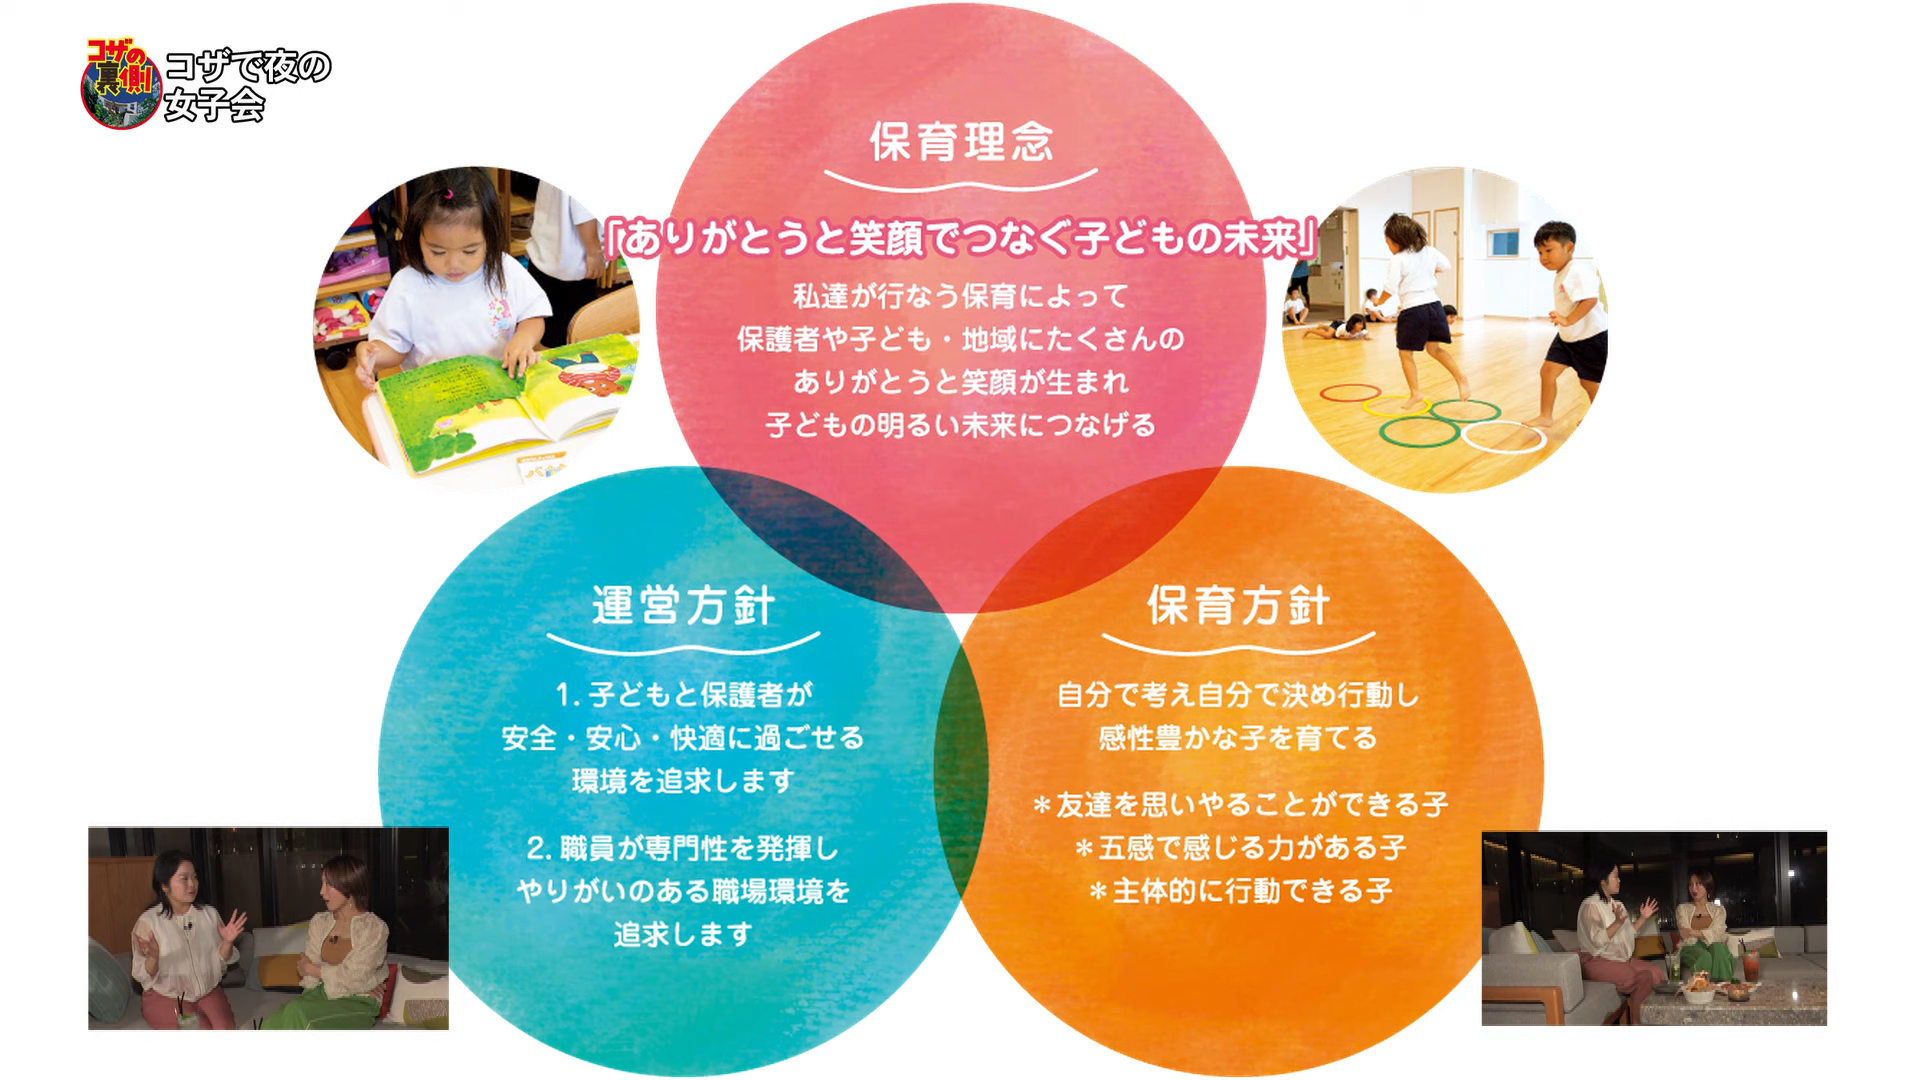 コザの
裏側
コザで夜の
女子会
保育理念
「ありがとうと笑顔でつなぐ子どもの未来」
私達が行なう保育によって
保護者や子ども・地域にたくさんの
ありがとうと笑顔が生まれ
子どもの明るい未来につなげる
運営方針
1. 子どもと保護者が
安全・安心・快適に過ごせる
環境を追求します
2. 職員が専門性を発揮し
やりがいのある職場環境を
追求します
保育方針
自分で考え自分で決め行動し
感性豊かな子を育てる
＊友達を思いやることができる子
＊五感で感じる力がある子
＊主体的に行動できる子